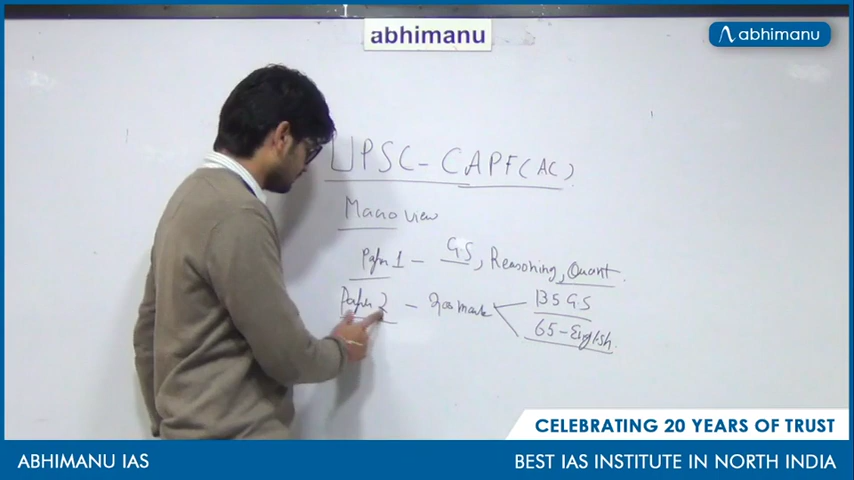 abhimanu
abhimanu
UPSC - CAPF (AC).
Macro View
Paper 1 - GS, Reasoning, Quant.
Paper 2 - 200 mark
135 GS
65 - English.
CELEBRATING 20 YEARS OF TRUST
ABHIMANU IAS
BEST IAS INSTITUTE IN NORTH INDIA